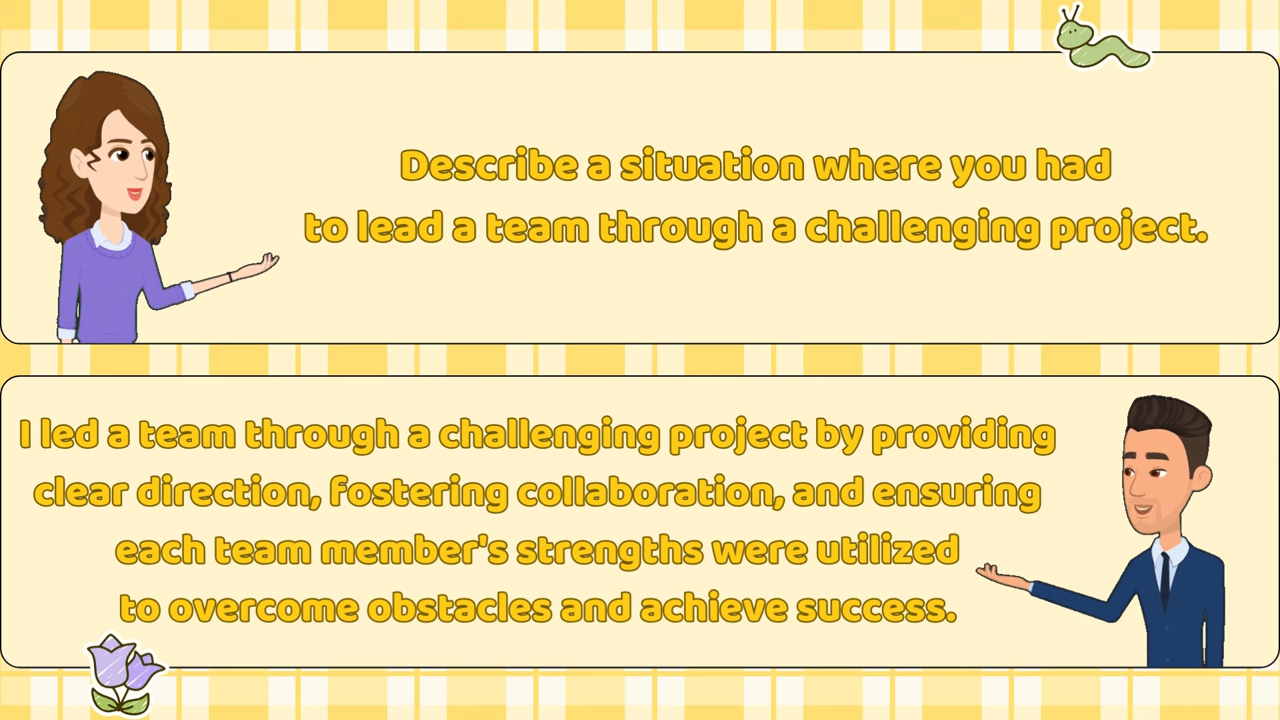 Describe a situation where you had
to lead a team through a challenging project.
I led a team through a challenging project by providing
clear direction, fostering collaboration, and ensuring
each team member's strengths were utilized
to overcome obstacles and achieve success.